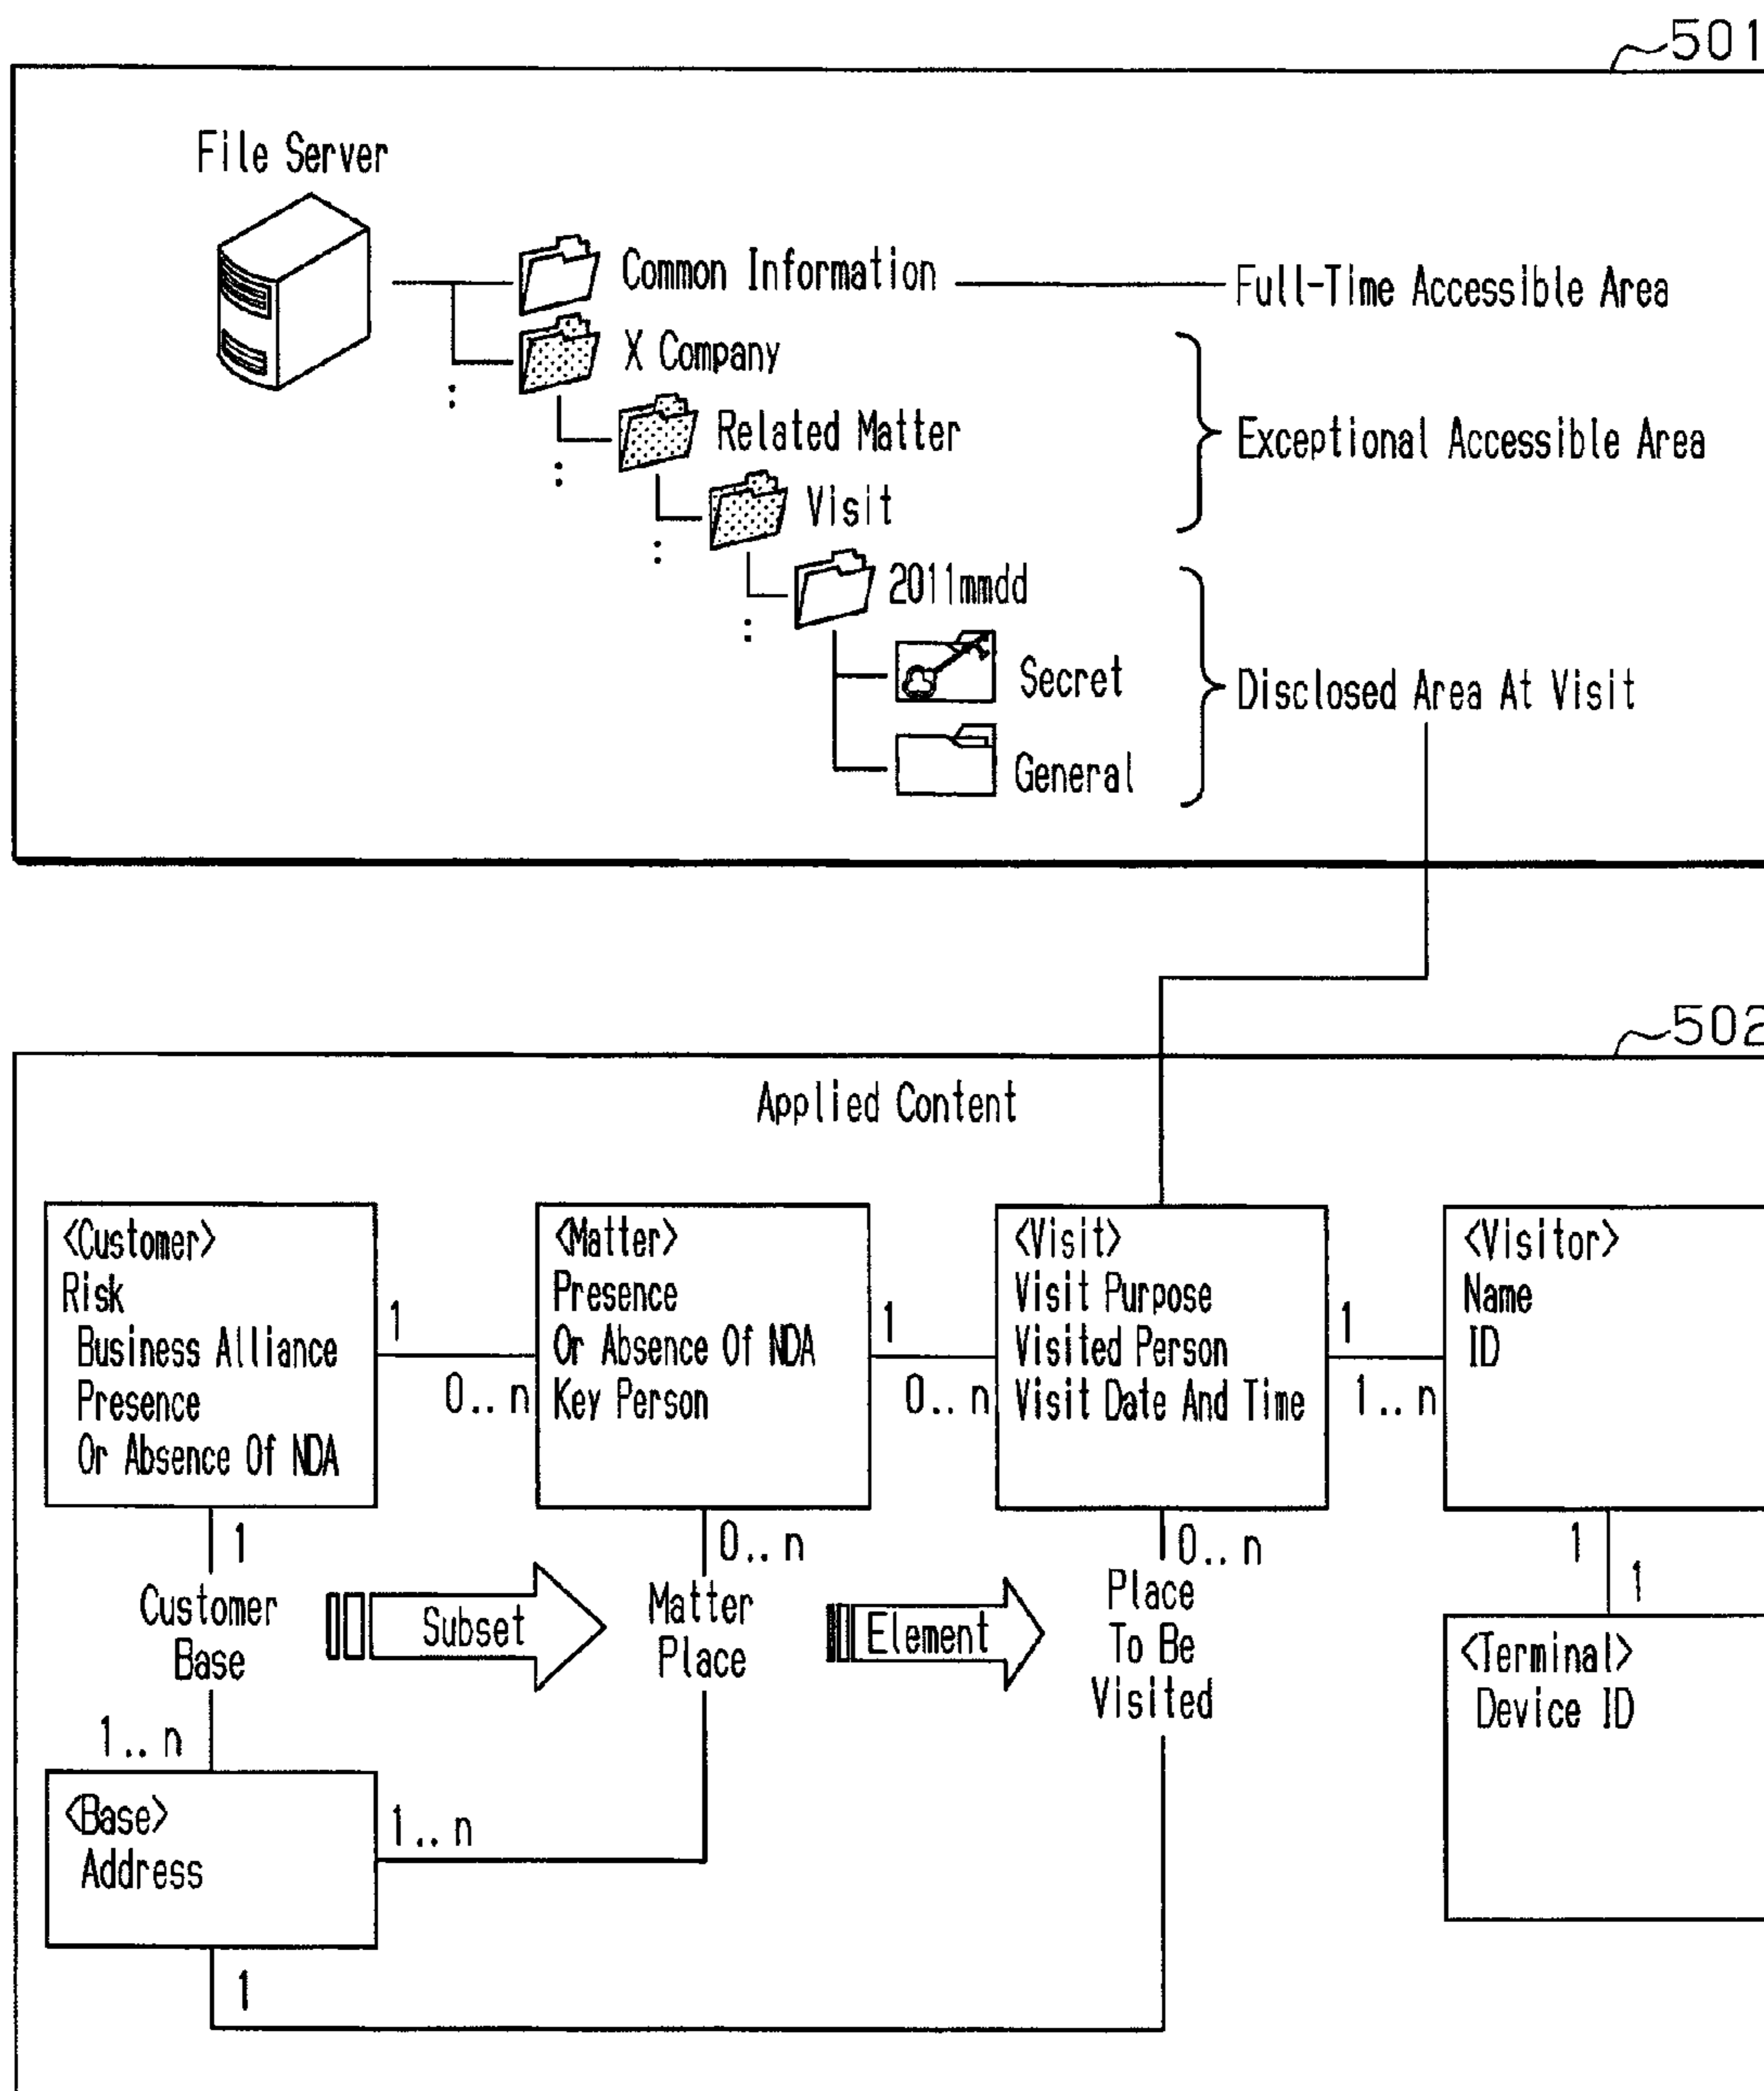 501
File Server
Common Information
Full-Time Accessible Area
X Company
Related Matter
Exceptional Accessible Area
Visit
2011mmdd
Secret
Disclosed Area At Visit
General
502
Applied Content
<Customer>
Risk
Business Alliance
Presence
Or Absence Of NDA
1
0..n
<Matter>
Presence
Or Absence Of NDA
Key Person
1
0..n
<Visit>
Visit Purpose
Visited Person
Visit Date And Time
1
1..n
<Visitor>
Name
ID
1
Customer
Base
1..n
Subset
0..n
Matter
Place
Element
0..n
Place
To Be
Visited
1
1
<Terminal>
Device ID
<Base>
Address
1..n
1